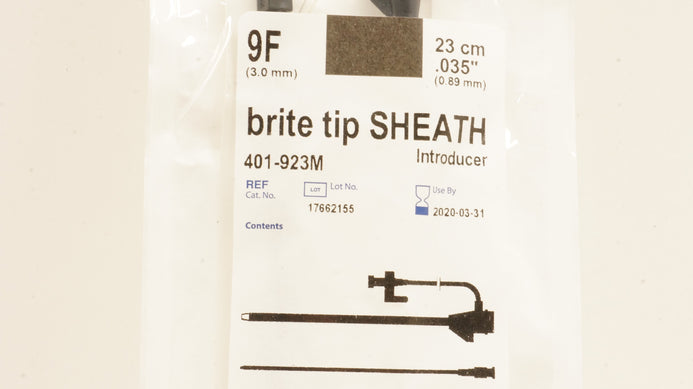 9F
(3.0 mm)
23 cm
.035"
(0.89 mm)
brite tip SHEATH
Introducer
401-923M
REF
Cat. No.
LOT
Lot No.
17662155
Use By
2020-03-31
Contents